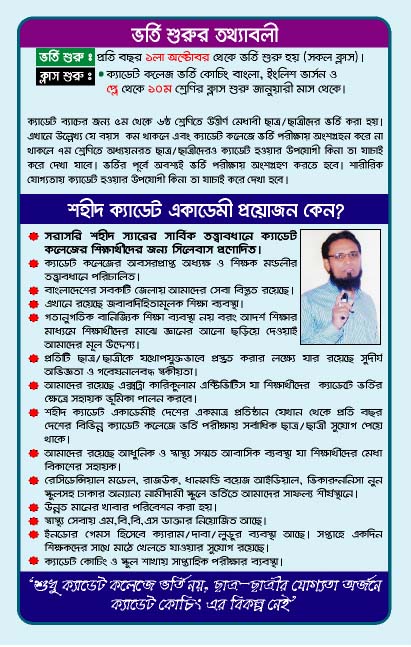 ভর্তি শুরুর তথ্যাবলী
ভর্তি শুরু : প্রতি বছর ১লা অক্টোবর থেকে ভর্তি শুরু হয় (সকল ক্লাস)।
ক্লাস শুরু : • ক্যাডেট কলেজ ভর্তি কোচিং বাংলা, ইংলিশ ভার্সন ও
প্লে থেকে ১০ম শ্রেণির ক্লাস শুরু জানুয়ারী মাস থেকে।
ক্যাডেট ব্যাচের জন্য ৫ম থেকে ৬ষ্ঠ শ্রেণিতে উত্তীর্ণ মেধাবী ছাত্র/ছাত্রীদের ভর্তি করা হয়।
এখানে উল্লেখ্য যে বয়স কম থাকলে এবং ক্যাডেট কলেজে ভর্তি পরীক্ষায় অংশগ্রহন করে না
থাকলে ৭ম শ্রেণিতে অধ্যয়নরত ছাত্র/ছাত্রীদেরও ক্যাডেট হওয়ার উপযোগী কিনা তা যাচাই
করে দেখা যাবে। ভর্তির পূর্বে অবশ্যই ভর্তি পরীক্ষায় অংশগ্রহণ করতে হবে। শারীরিক
যোগ্যতায় ক্যাডেট হওয়ার উপযোগী কিনা তা যাচাই করে দেখা হবে।
শহীদ ক্যাডেট একাডেমী প্রয়োজন কেন?
সরাসরি শহীদ স্যারের সার্বিক তত্ত্বাবধানে ক্যাডেট
কলেজের শিক্ষার্থীদের জন্য সিলেবাস প্রণোদিত।
ক্যাডেট কলেজের অবসরপ্রাপ্ত অধ্যক্ষ ও শিক্ষক মন্ডলীর
তত্ত্বাবধানে পরিচালিত।
বাংলাদেশের সবকটি জেলায় আমাদের সেবা বিস্তৃত রয়েছে।
এখানে রয়েছে জবাবদিহিতামূলক শিক্ষা ব্যবস্থা।
গতানুগতিক বানিজ্যিক শিক্ষা ব্যবস্থা নয় বরং আদর্শ শিক্ষার
মাধ্যমে শিক্ষার্থীদের মাঝে জ্ঞানের আলো ছড়িয়ে দেওয়াই
আমাদের মূল উদ্দেশ্য।
প্রতিটি ছাত্র/ছাত্রীকে যথোপযুক্তভাবে প্রস্তুত করার লক্ষ্যে যার রয়েছে সুদীর্ঘ
অভিজ্ঞতা ও গবেষনালবদ্ধ স্বকীয়তা।
আমাদের রয়েছে এক্সট্রা কারিকুলাম এক্টিভিটিস যা শিক্ষার্থীদের ক্যাডেটে ভর্তির
ক্ষেত্রে সহায়ক ভূমিকা পালন করবে।
শহীদ ক্যাডেট একাডেমীই দেশের একমাত্র প্রতিষ্ঠান যেখান থেকে প্রতি বছর
দেশের বিভিন্ন ক্যাডেট কলেজে ভর্তি পরীক্ষায় সর্বাধিক ছাত্র/ছাত্রী সুযোগ পেয়ে
থাকে।
আমাদের রয়েছে আধুনিক ও স্বাস্থ্য সম্মত আবাসিক ব্যবস্থা যা শিক্ষার্থীদের মেধা
বিকাশের সহায়ক।
রেসিডেন্সিয়াল মডেল, রাজউক, ধানমন্ডি বয়েজ আইডিয়াল, ভিকারুননিসা নুন
স্কুলসহ ঢাকার অন্যান্য নামীদামী স্কুলে ভর্তিতে আমাদের সাফল্য শীর্ষস্থানে।
উন্নত মানের খাবার পরিবেশন করা হয়।
স্বাস্থ্য সেবায় এম,বি,বি,এস ডাক্তার নিয়োজিত আছে।
ইনডোর গেমস হিসেবে ক্যারাম/দাবা/লুডুর ব্যবস্থা আছে। সপ্তাহে একদিন
শিক্ষকদের সাথে মাঠে খেলতে যাওয়ার সুযোগ রয়েছে।
ক্যাডেট কোচিং ও স্কুল শাখায় সাপ্তাহিক পরীক্ষার ব্যবস্থা।
‘শুধু ক্যাডেট কলেজে ভর্তি নয়, ছাত্র-ছাত্রীর যোগ্যতা অর্জনে
ক্যাডেট কোচিং এর বিকল্প নেই’